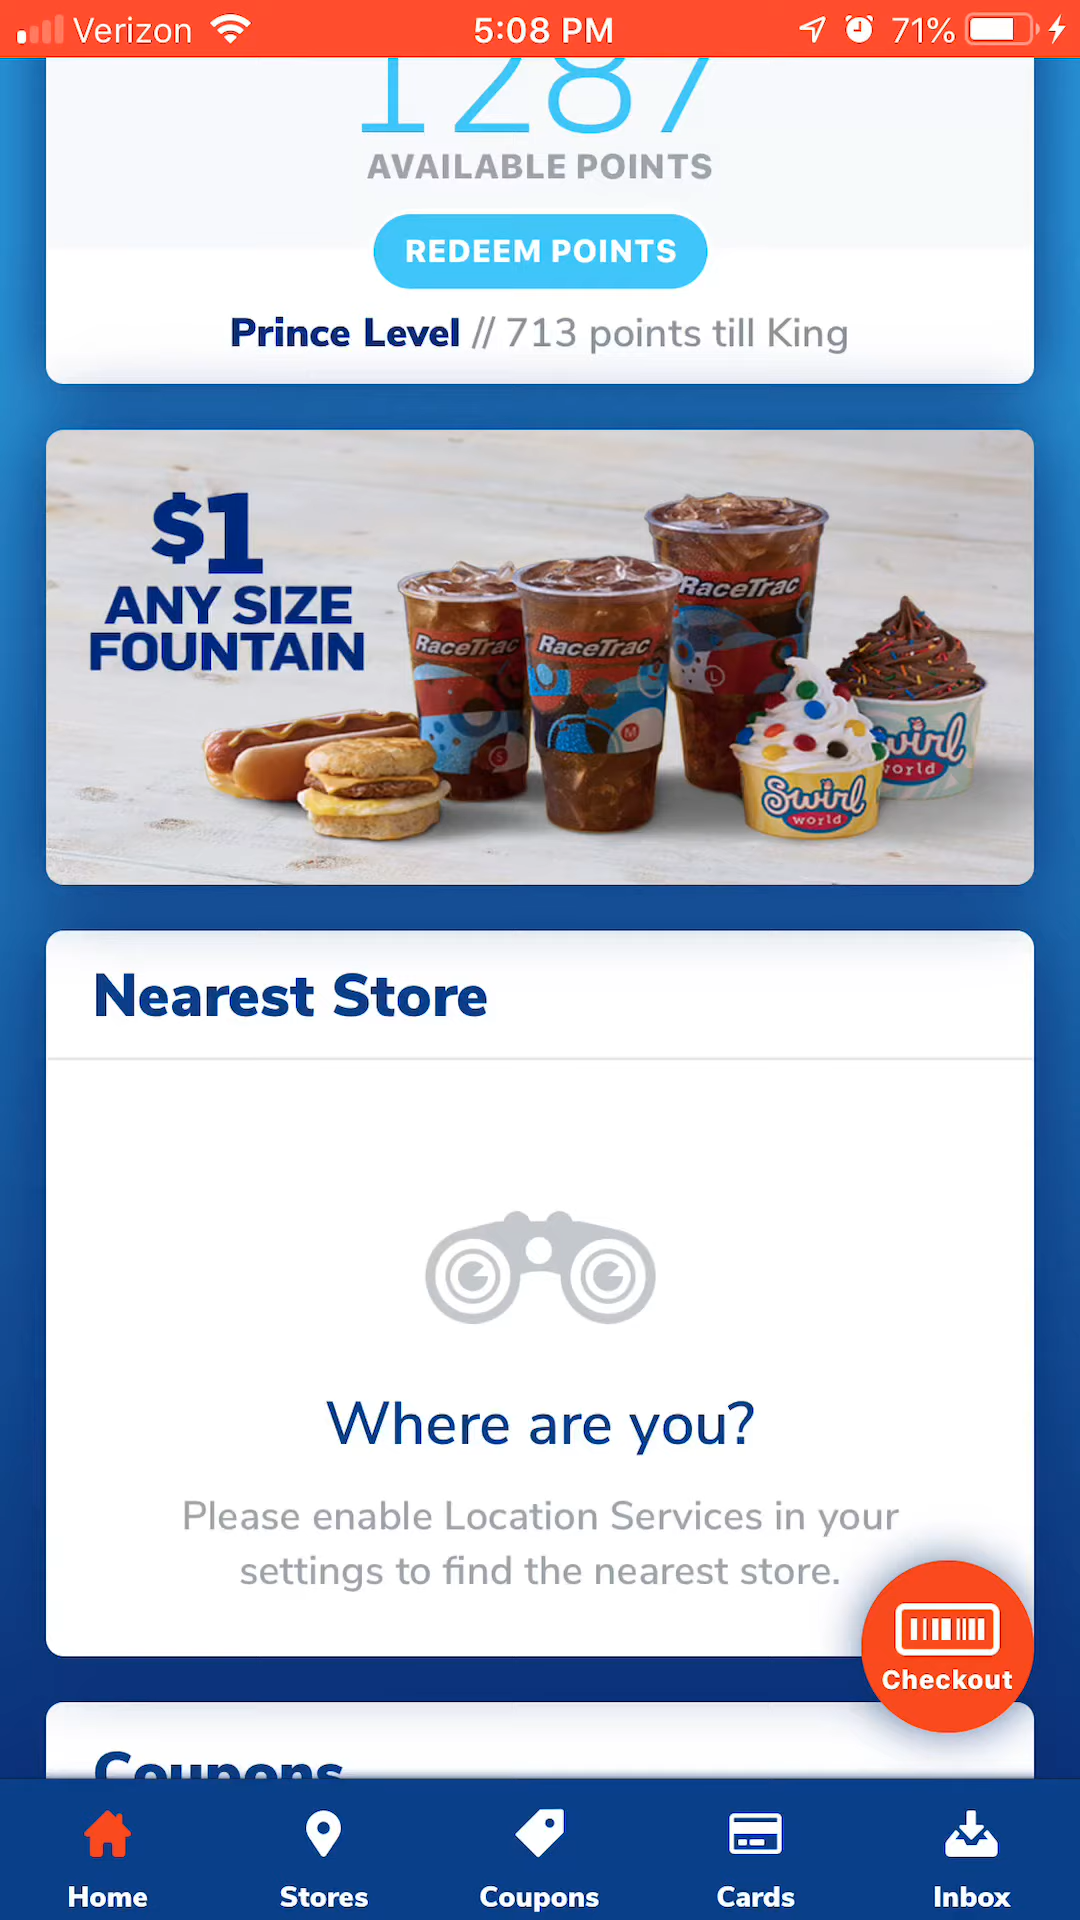 Verizon 5:08 PM 71%
1287
AVAILABLE POINTS
REDEEM POINTS
Prince Level // 713 points till King
$1
ANY SIZE
FOUNTAIN
RaceTrac RaceTrac RaceTrac
S M L
Swirl
world
Swirl
world
Nearest Store
Where are you?
Please enable Location Services in your
settings to find the nearest store.
Checkout
Coupons
Home Stores Coupons Cards Inbox